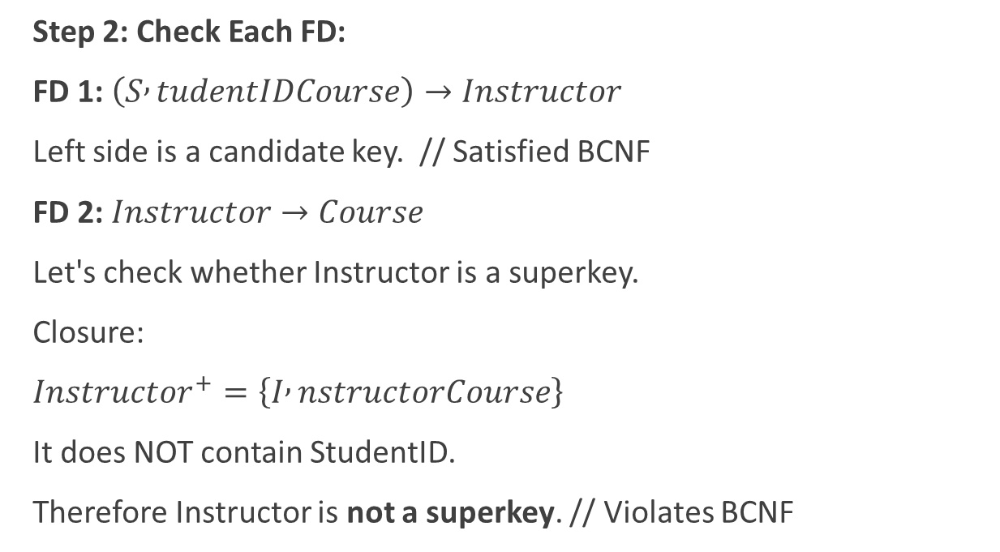 Step 2: Check Each FD:
FD 1: (S, tudentIDCourse) → Instructor
Left side is a candidate key. // Satisfied BCNF
FD 2: Instructor → Course
Let's check whether Instructor is a superkey.
Closure:
Instructor⁺ = {I, nstructorCourse}
It does NOT contain StudentID.
Therefore Instructor is not a superkey. // Violates BCNF